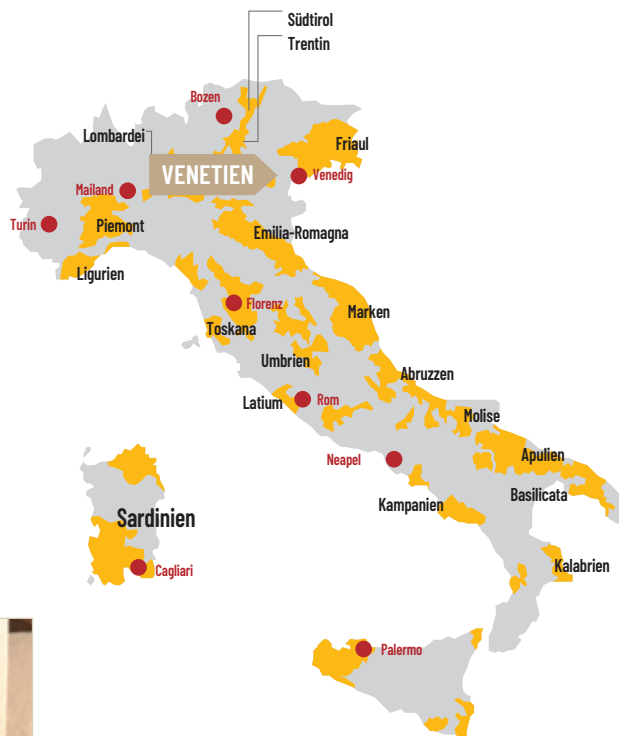 Südtirol
Trentin
Bozen
Lombardei
Friaul
VENETIEN
Venedig
Mailand
Turin
Piemont
Emilia-Romagna
Ligurien
Florenz
Marken
Toskana
Umbrien
Abruzzen
Latium
Rom
Molise
Neapel
Apulien
Basilicata
Kampanien
Sardinien
Kalabrien
Cagliari
Palermo